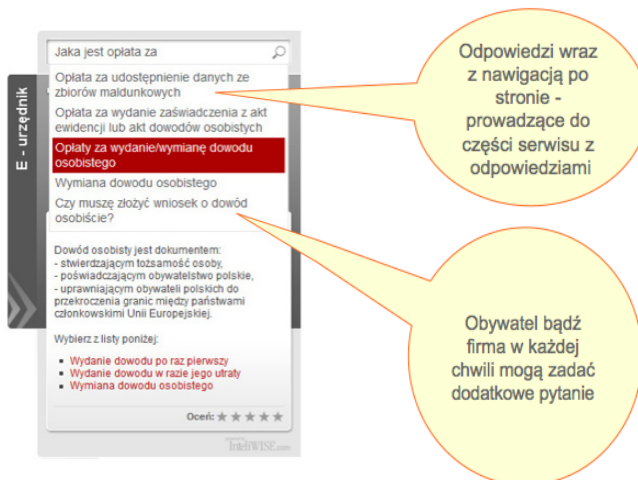 Jaka jest opłata za
Opłata za udostępnienie danych ze
zbiorów maldunkowych
Opłata za wydanie zaświadczenia z akt
ewidencji lub akt dowodów osobistych
Opłaty za wydanie/wymianę dowodu
osobistego
Wymiana dowodu osobistego
Czy muszę złożyć wniosek o dowód
osobiście?
E - urzędnik
Dowód osobisty jest dokumentem:
- stwierdzającym tożsamość osoby,
- poświadczającym obywatelstwo polskie,
- uprawniającym obywateli polskich do
przekroczenia granic między państwami
członkowskimi Unii Europejskiej.
Wybierz z listy poniżej:
Wydanie dowodu po raz pierwszy
Wydanie dowodu w razie jego utraty
Wymiana dowodu osobistego
Oceń:
InteliWISE.com
Odpowiedzi wraz
z nawigacją po
stronie -
prowadzące do
części serwisu z
odpowiedziami
Obywatel bądź
firma w każdej
chwili mogą zadać
dodatkowe pytanie